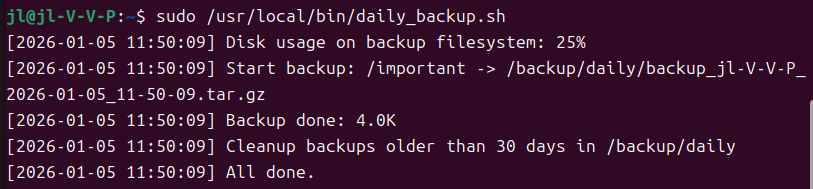 jl@jl-V-V-P:~$ sudo /usr/local/bin/daily_backup.sh
[2026-01-05 11:50:09] Disk usage on backup filesystem: 25%
[2026-01-05 11:50:09] Start backup: /important -> /backup/daily/backup_jl-V-V-P_
2026-01-05_11-50-09.tar.gz
[2026-01-05 11:50:09] Backup done: 4.0K
[2026-01-05 11:50:09] Cleanup backups older than 30 days in /backup/daily
[2026-01-05 11:50:09] All done.